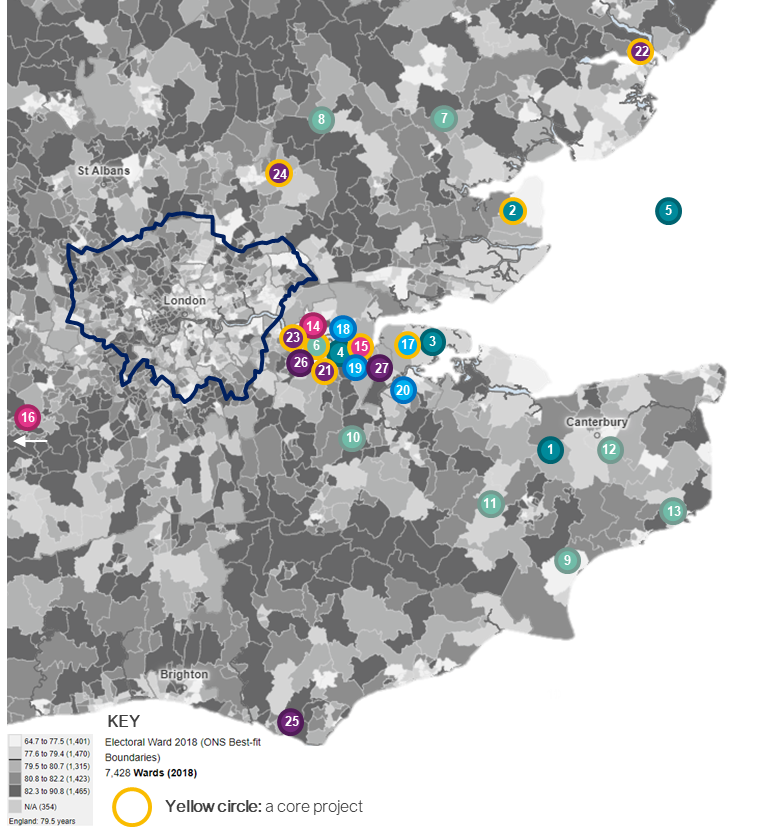 22
8
7
St Albans
24
2
5
London
14
18
23
6
4
15
17
3
26
21
19
27
20
16
Canterbury
10
1
12
11
13
9
Brighton
25
KEY
64.7 to 77.5 (1,401)
77.6 to 79.4 (1,470)
79.5 to 80.7 (1,315)
80.8 to 82.2 (1,423)
82.3 to 90.8 (1,465)
N/A (354)
England: 79.5 years
Electoral Ward 2018 (ONS Best-fit
Boundaries)
7,428 Wards (2018)
Yellow circle: a core project